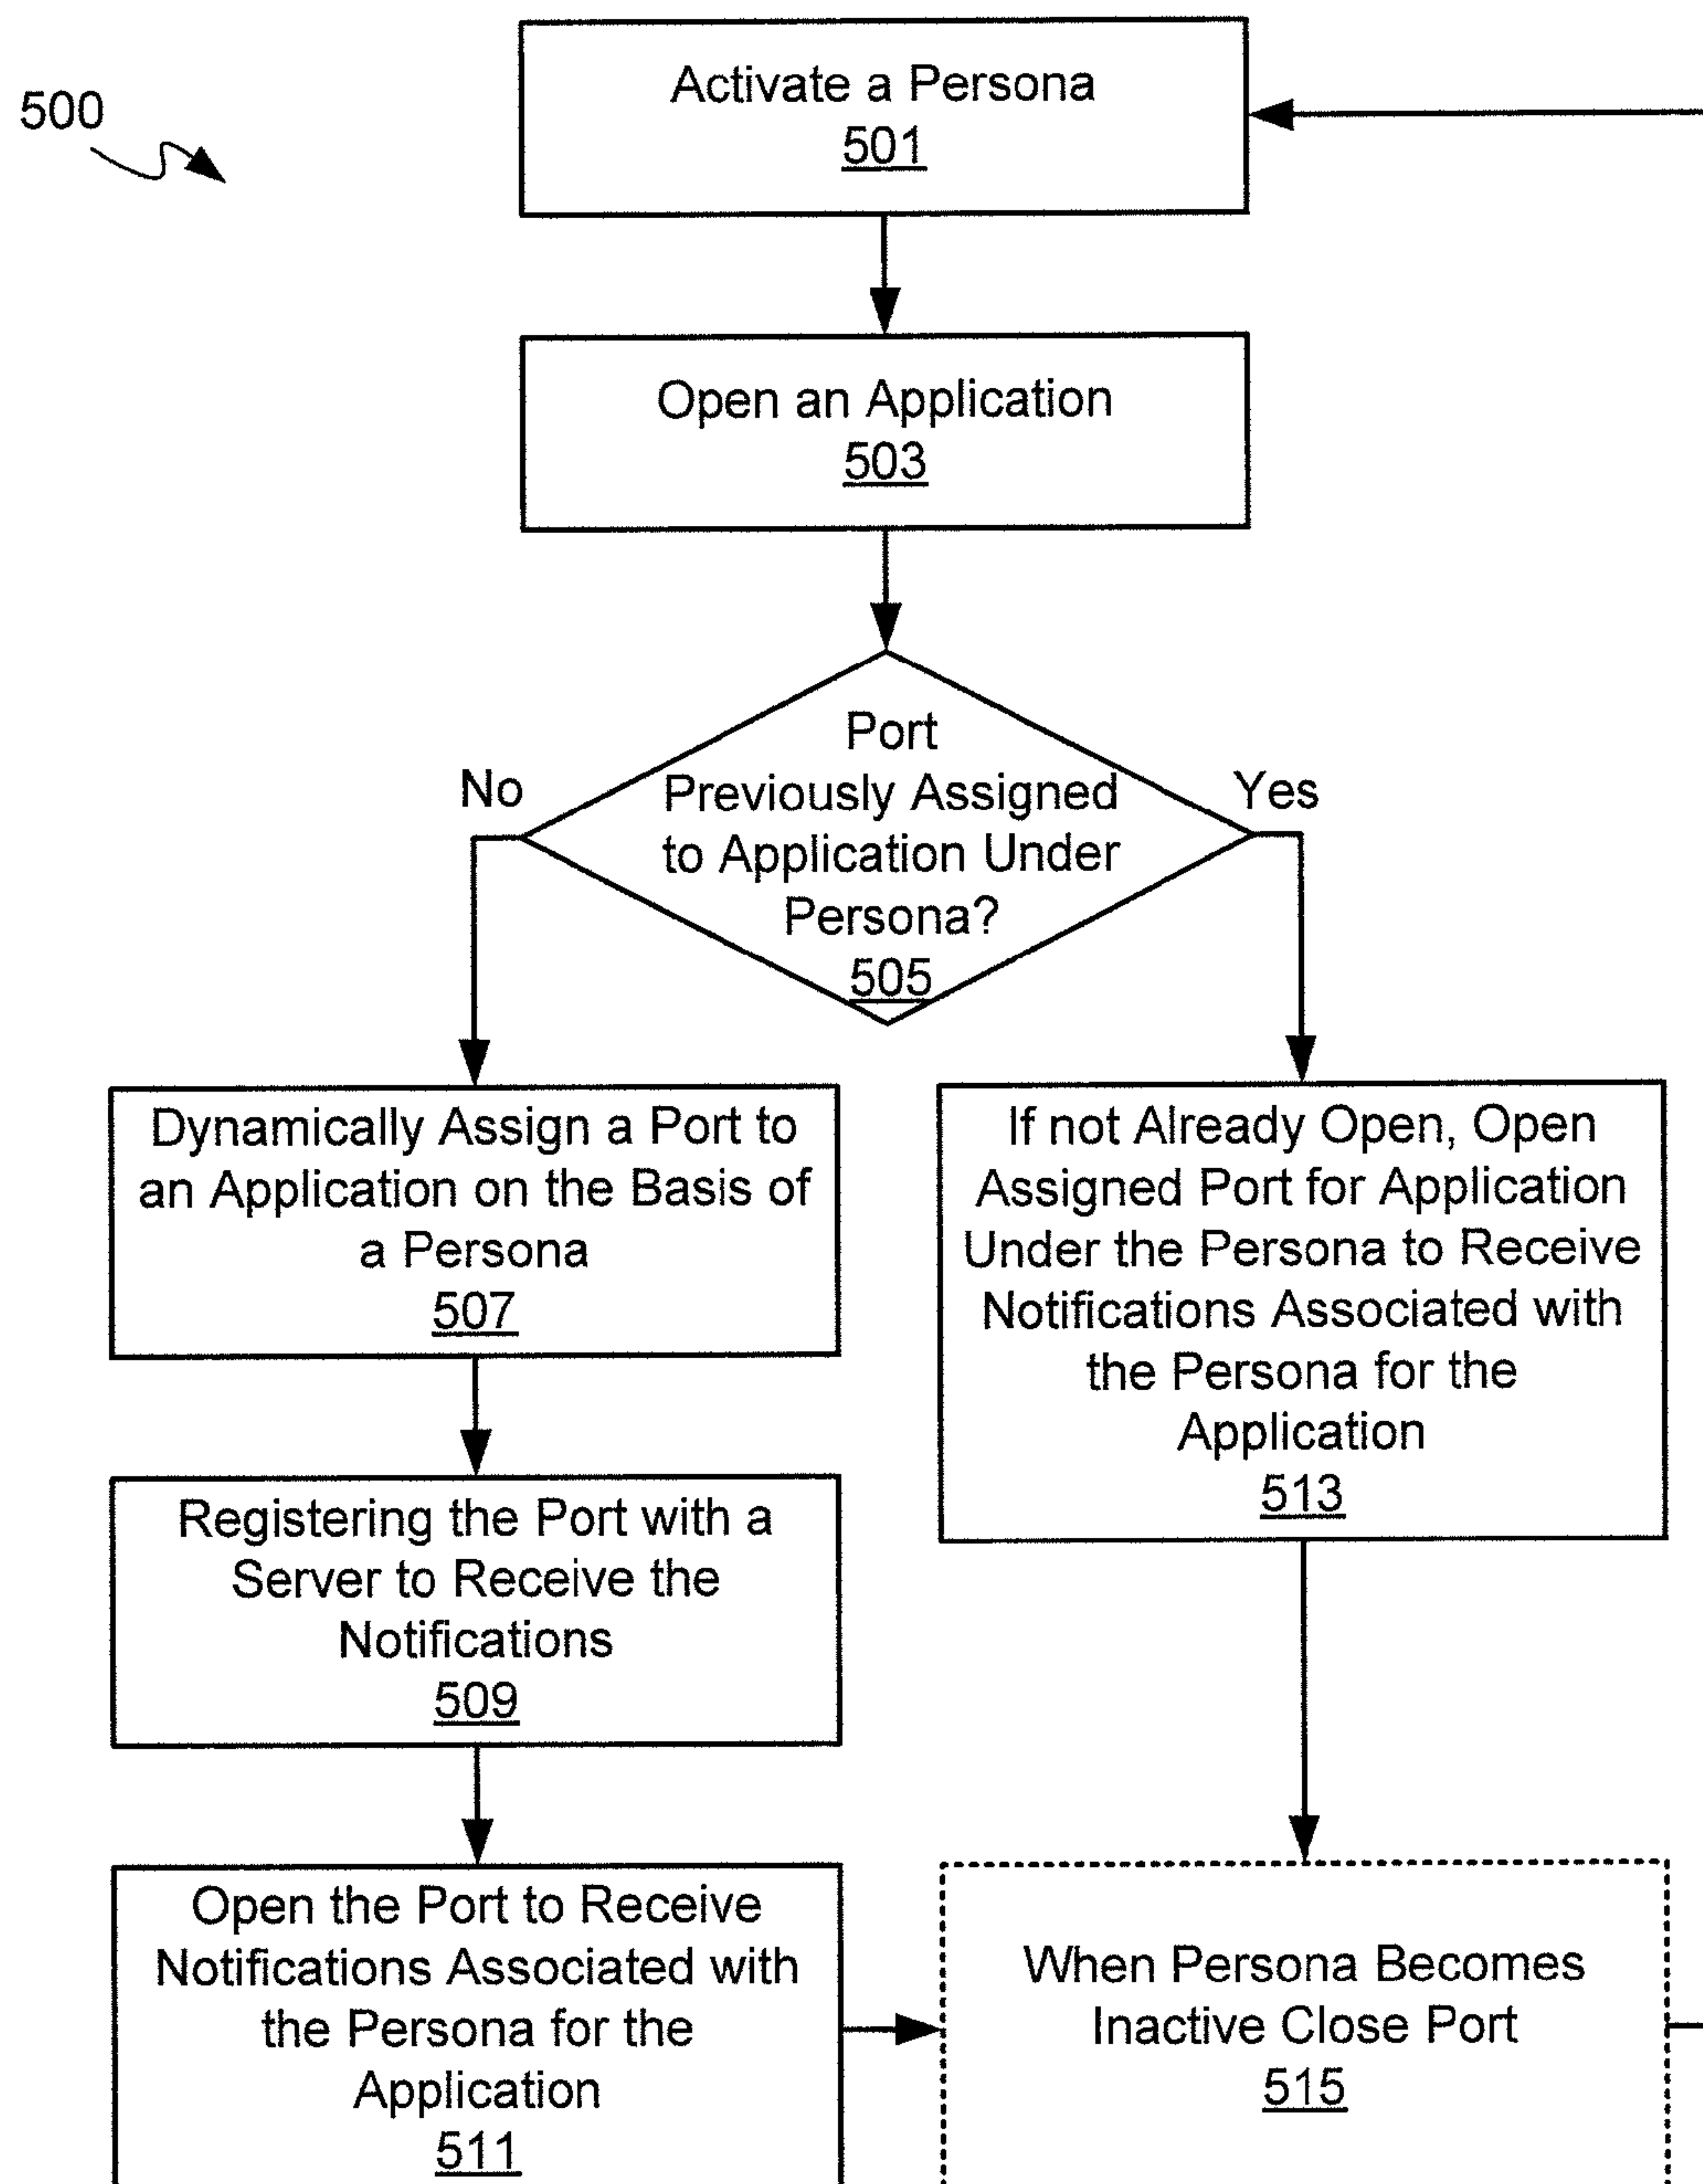 500
Activate a Persona
501
Open an Application
503
Port
Previously Assigned
to Application Under
Persona?
505
No
Yes
Dynamically Assign a Port to
an Application on the Basis of
a Persona
507
Registering the Port with a
Server to Receive the
Notifications
509
Open the Port to Receive
Notifications Associated with
the Persona for the
Application
511
If not Already Open, Open
Assigned Port for Application
Under the Persona to Receive
Notifications Associated with
the Persona for the
Application
513
When Persona Becomes
Inactive Close Port
515